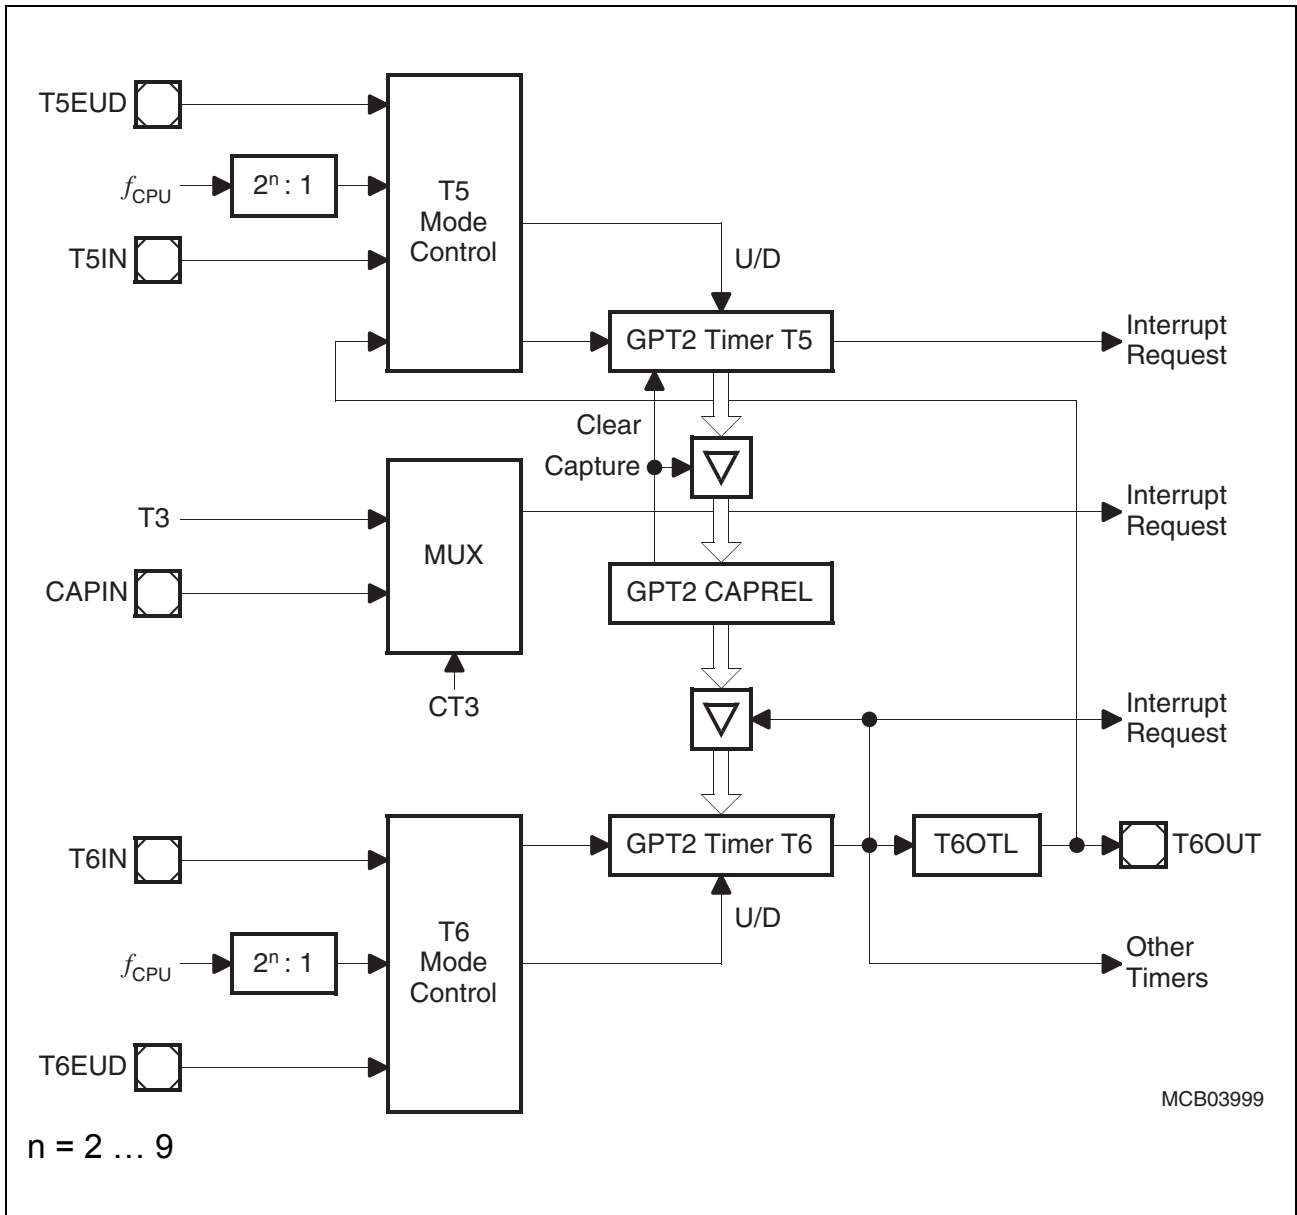 T5EUD
fCPU
2ⁿ : 1
T5IN
T5
Mode
Control
U/D
GPT2 Timer T5
Interrupt
Request
Clear
Capture
T3
CAPIN
MUX
CT3
Interrupt
Request
GPT2 CAPREL
Interrupt
Request
T6IN
fCPU
2ⁿ : 1
T6EUD
T6
Mode
Control
GPT2 Timer T6
U/D
T6OTL
T6OUT
Other
Timers
MCB03999
n = 2 … 9